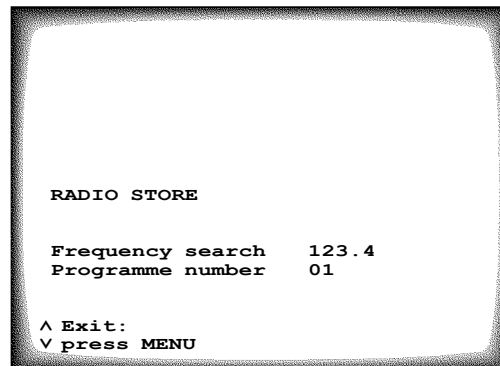 RADIO STORE
Frequency search 123.4
Programme number 01
∧ Exit:
∨ press MENU